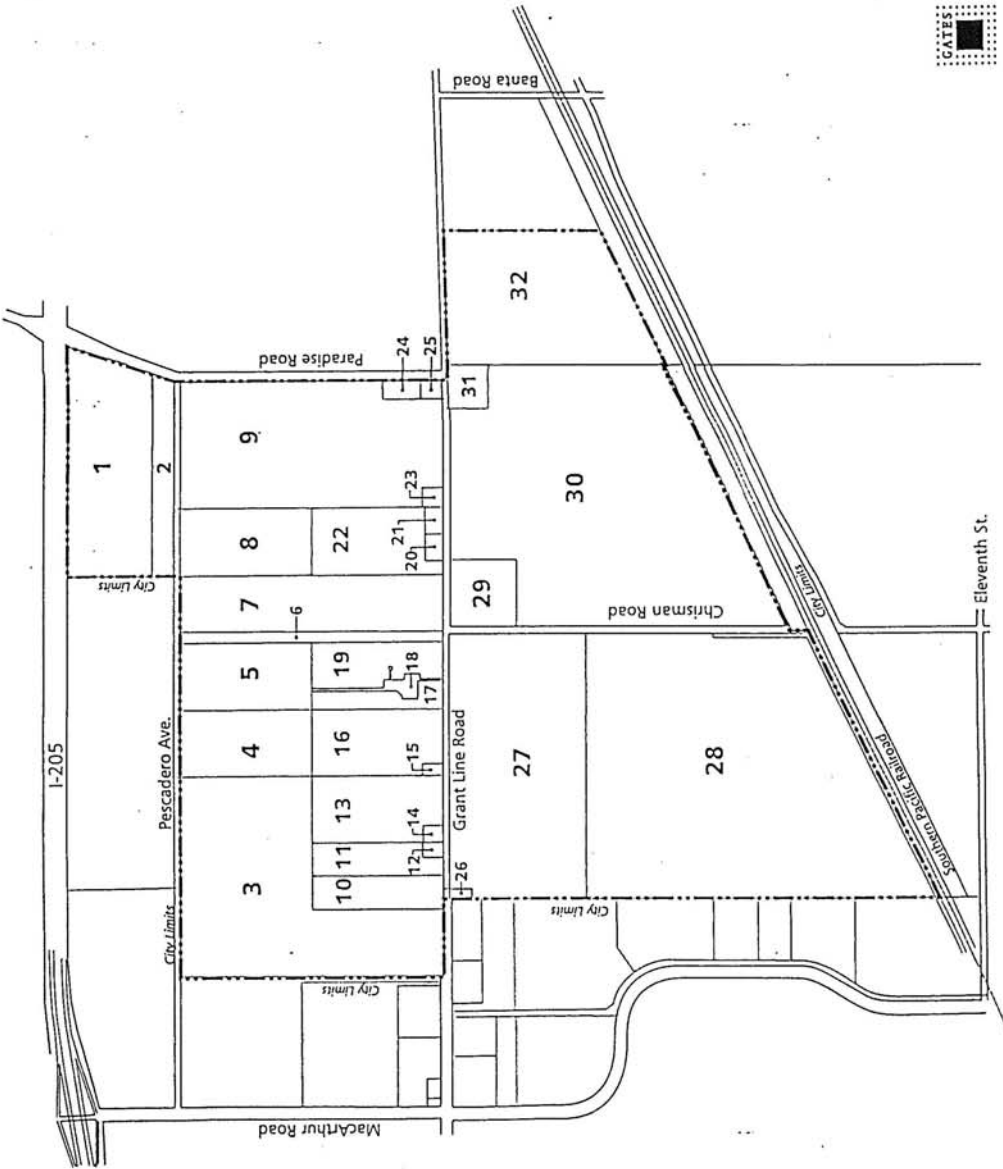 GATES
I-205
Banta Road
1
Paradise Road
2
City Limits
Pescadero Ave.
City Limits
9
24
25
32
8
23
21
22
20
31
7
6
30
29
5
19
18
17
4
16
15
Chrisman Road
City Limits
3
13
14
11
12
10
Grant Line Road
27
28
26
City Limits
City Limits
Southern Pacific Railroad
Eleventh St.
MacArthur Road